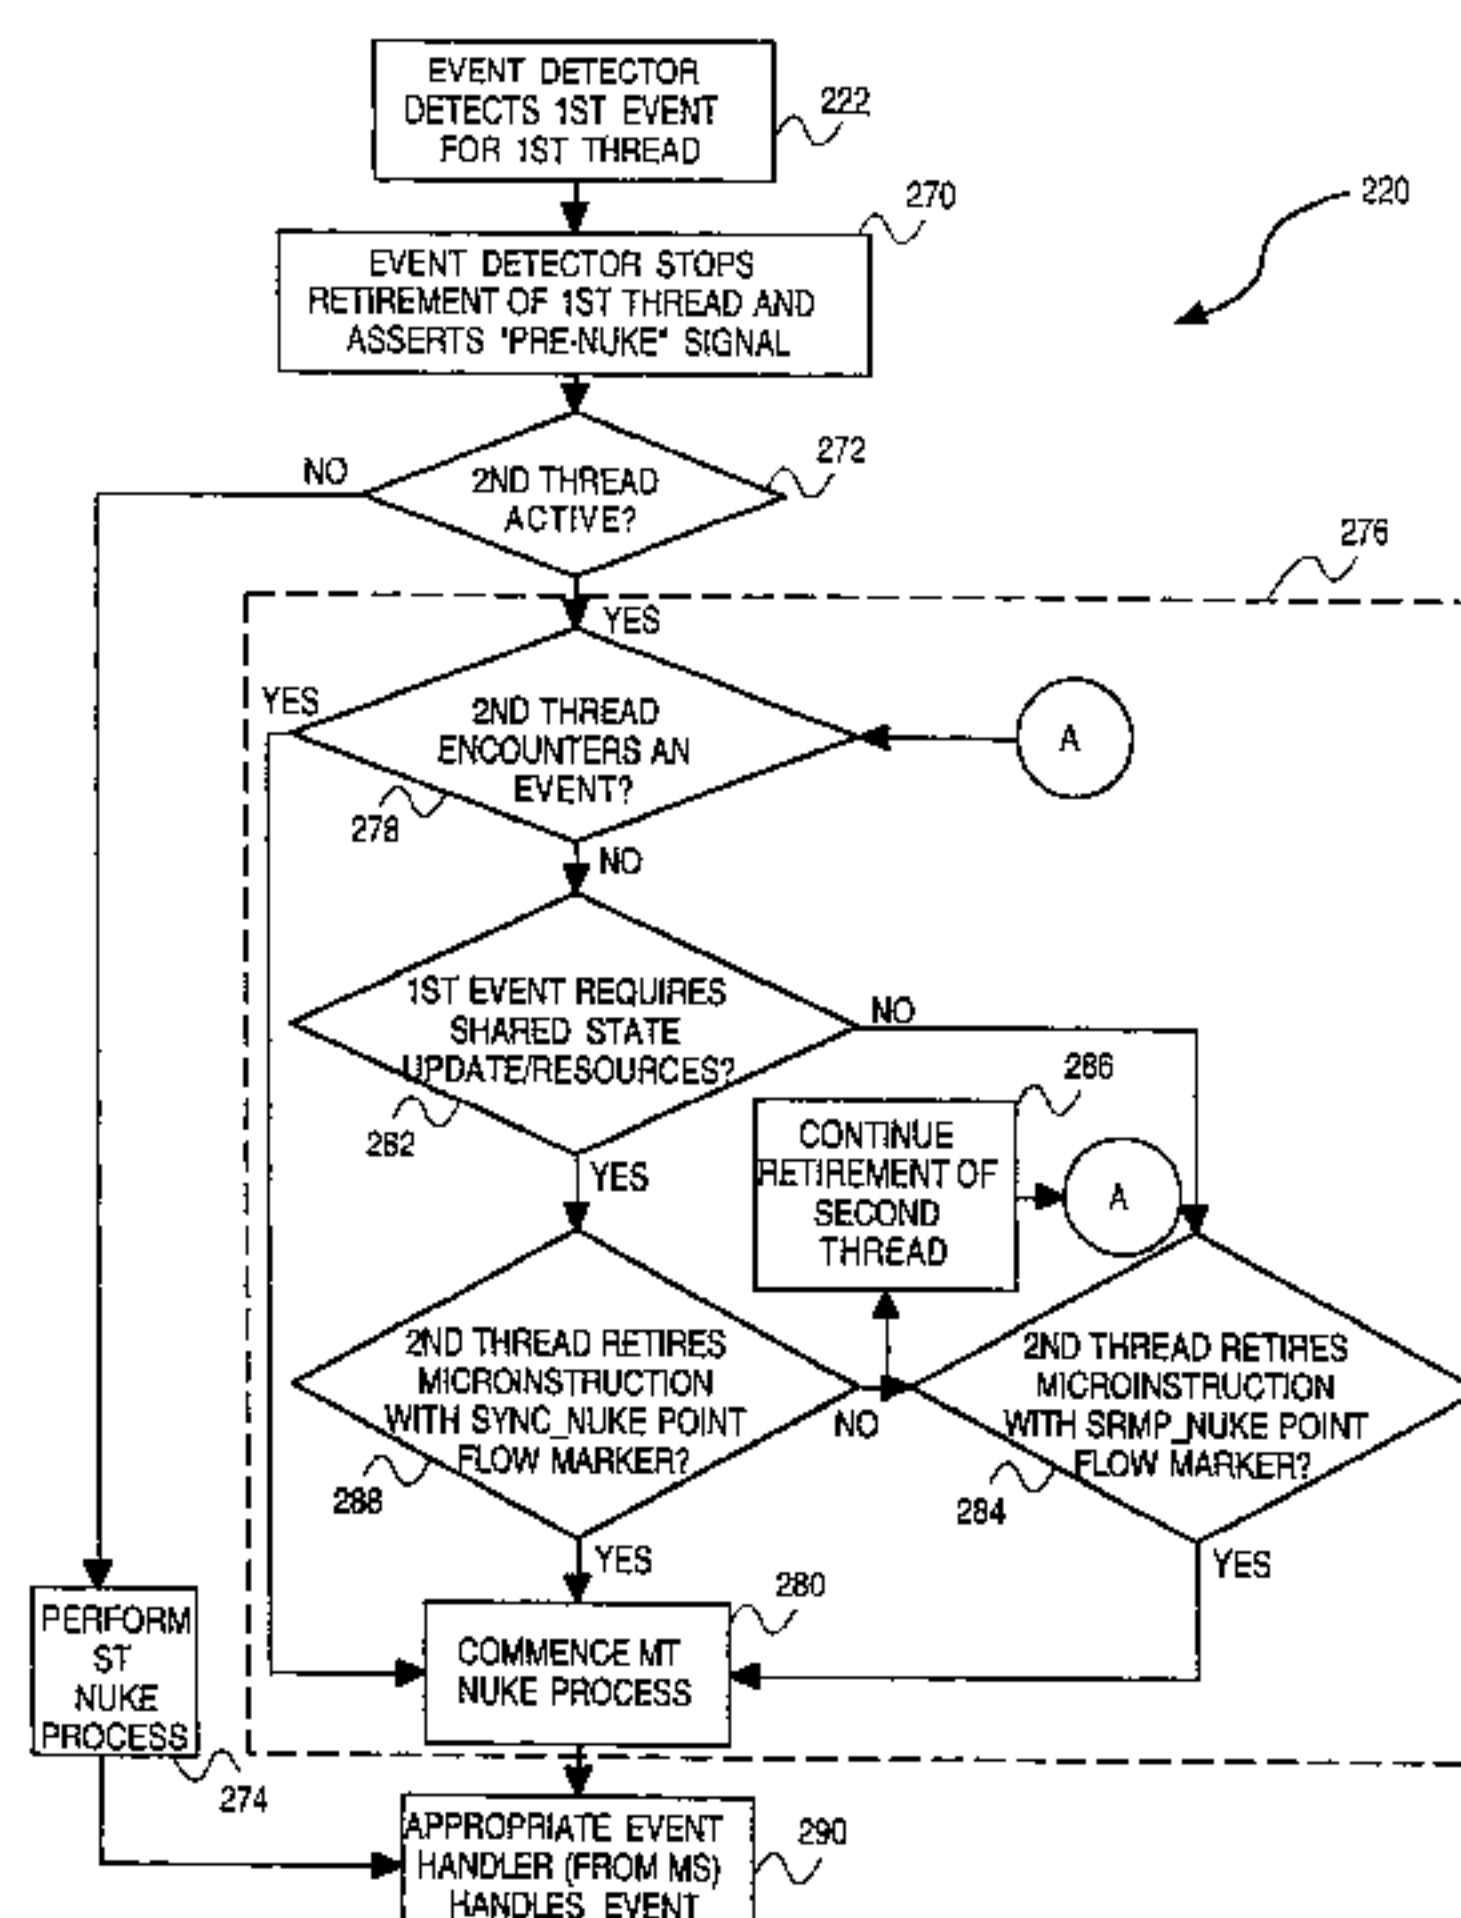 EVENT DETECTOR
DETECTS 1ST EVENT
FOR 1ST THREAD
222
270
220
EVENT DETECTOR STOPS
RETIREMENT OF 1ST THREAD AND
ASSERTS "PRE-NUKE" SIGNAL
272
NO
2ND THREAD
ACTIVE?
276
YES
YES
2ND THREAD
ENCOUNTERS AN
EVENT?
A
278
NO
1ST EVENT REQUIRES
SHARED STATE
UPDATE/RESOURCES?
NO
282
286
CONTINUE
RETIREMENT OF
SECOND
THREAD
A
YES
2ND THREAD RETIRES
MICROINSTRUCTION
WITH SYNC_NUKE POINT
FLOW MARKER?
NO
288
2ND THREAD RETIRES
MICROINSTRUCTION
WITH SRMP_NUKE POINT
FLOW MARKER?
284
YES
YES
280
COMMENCE MT
NUKE PROCESS
PERFORM
ST
NUKE
PROCESS
274
APPROPRIATE EVENT
HANDLER (FROM MS)
HANDLES EVENT
290